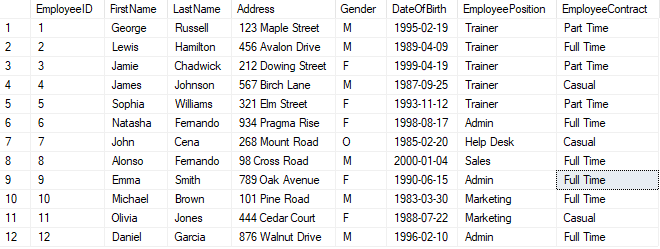 EmployeeID FirstName LastName Address Gender DateOfBirth EmployeePosition EmployeeContract
1 1 George Russell 123 Maple Street M 1995-02-19 Trainer Part Time
2 2 Lewis Hamilton 456 Avalon Drive M 1989-04-09 Trainer Full Time
3 3 Jamie Chadwick 212 Dowing Street F 1999-04-19 Trainer Part Time
4 4 James Johnson 567 Birch Lane M 1987-09-25 Trainer Casual
5 5 Sophia Williams 321 Elm Street F 1993-11-12 Trainer Part Time
6 6 Natasha Fernando 934 Pragma Rise F 1998-08-17 Admin Full Time
7 7 John Cena 268 Mount Road O 1985-02-20 Help Desk Casual
8 8 Alonso Fernando 98 Cross Road M 2000-01-04 Sales Full Time
9 9 Emma Smith 789 Oak Avenue F 1990-06-15 Admin Full Time
10 10 Michael Brown 101 Pine Road M 1983-03-30 Marketing Full Time
11 11 Olivia Jones 444 Cedar Court F 1988-07-22 Marketing Casual
12 12 Daniel Garcia 876 Walnut Drive M 1996-02-10 Admin Full Time